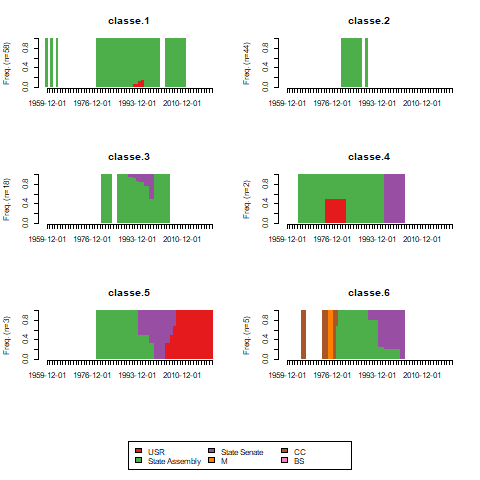 classe.1
Freq. (n=58)
0.0 0.4 0.8
1959-12-01 1976-12-01 1993-12-01 2010-12-01
classe.2
Freq. (n=44)
0.0 0.4 0.8
1959-12-01 1976-12-01 1993-12-01 2010-12-01
classe.3
Freq. (n=18)
0.0 0.4 0.8
1959-12-01 1976-12-01 1993-12-01 2010-12-01
classe.4
Freq. (n=2)
0.0 0.4 0.8
1959-12-01 1976-12-01 1993-12-01 2010-12-01
classe.5
Freq. (n=3)
0.0 0.4 0.8
1959-12-01 1976-12-01 1993-12-01 2010-12-01
classe.6
Freq. (n=5)
0.0 0.4 0.8
1959-12-01 1976-12-01 1993-12-01 2010-12-01
USR State Senate CC
State Assembly M BS